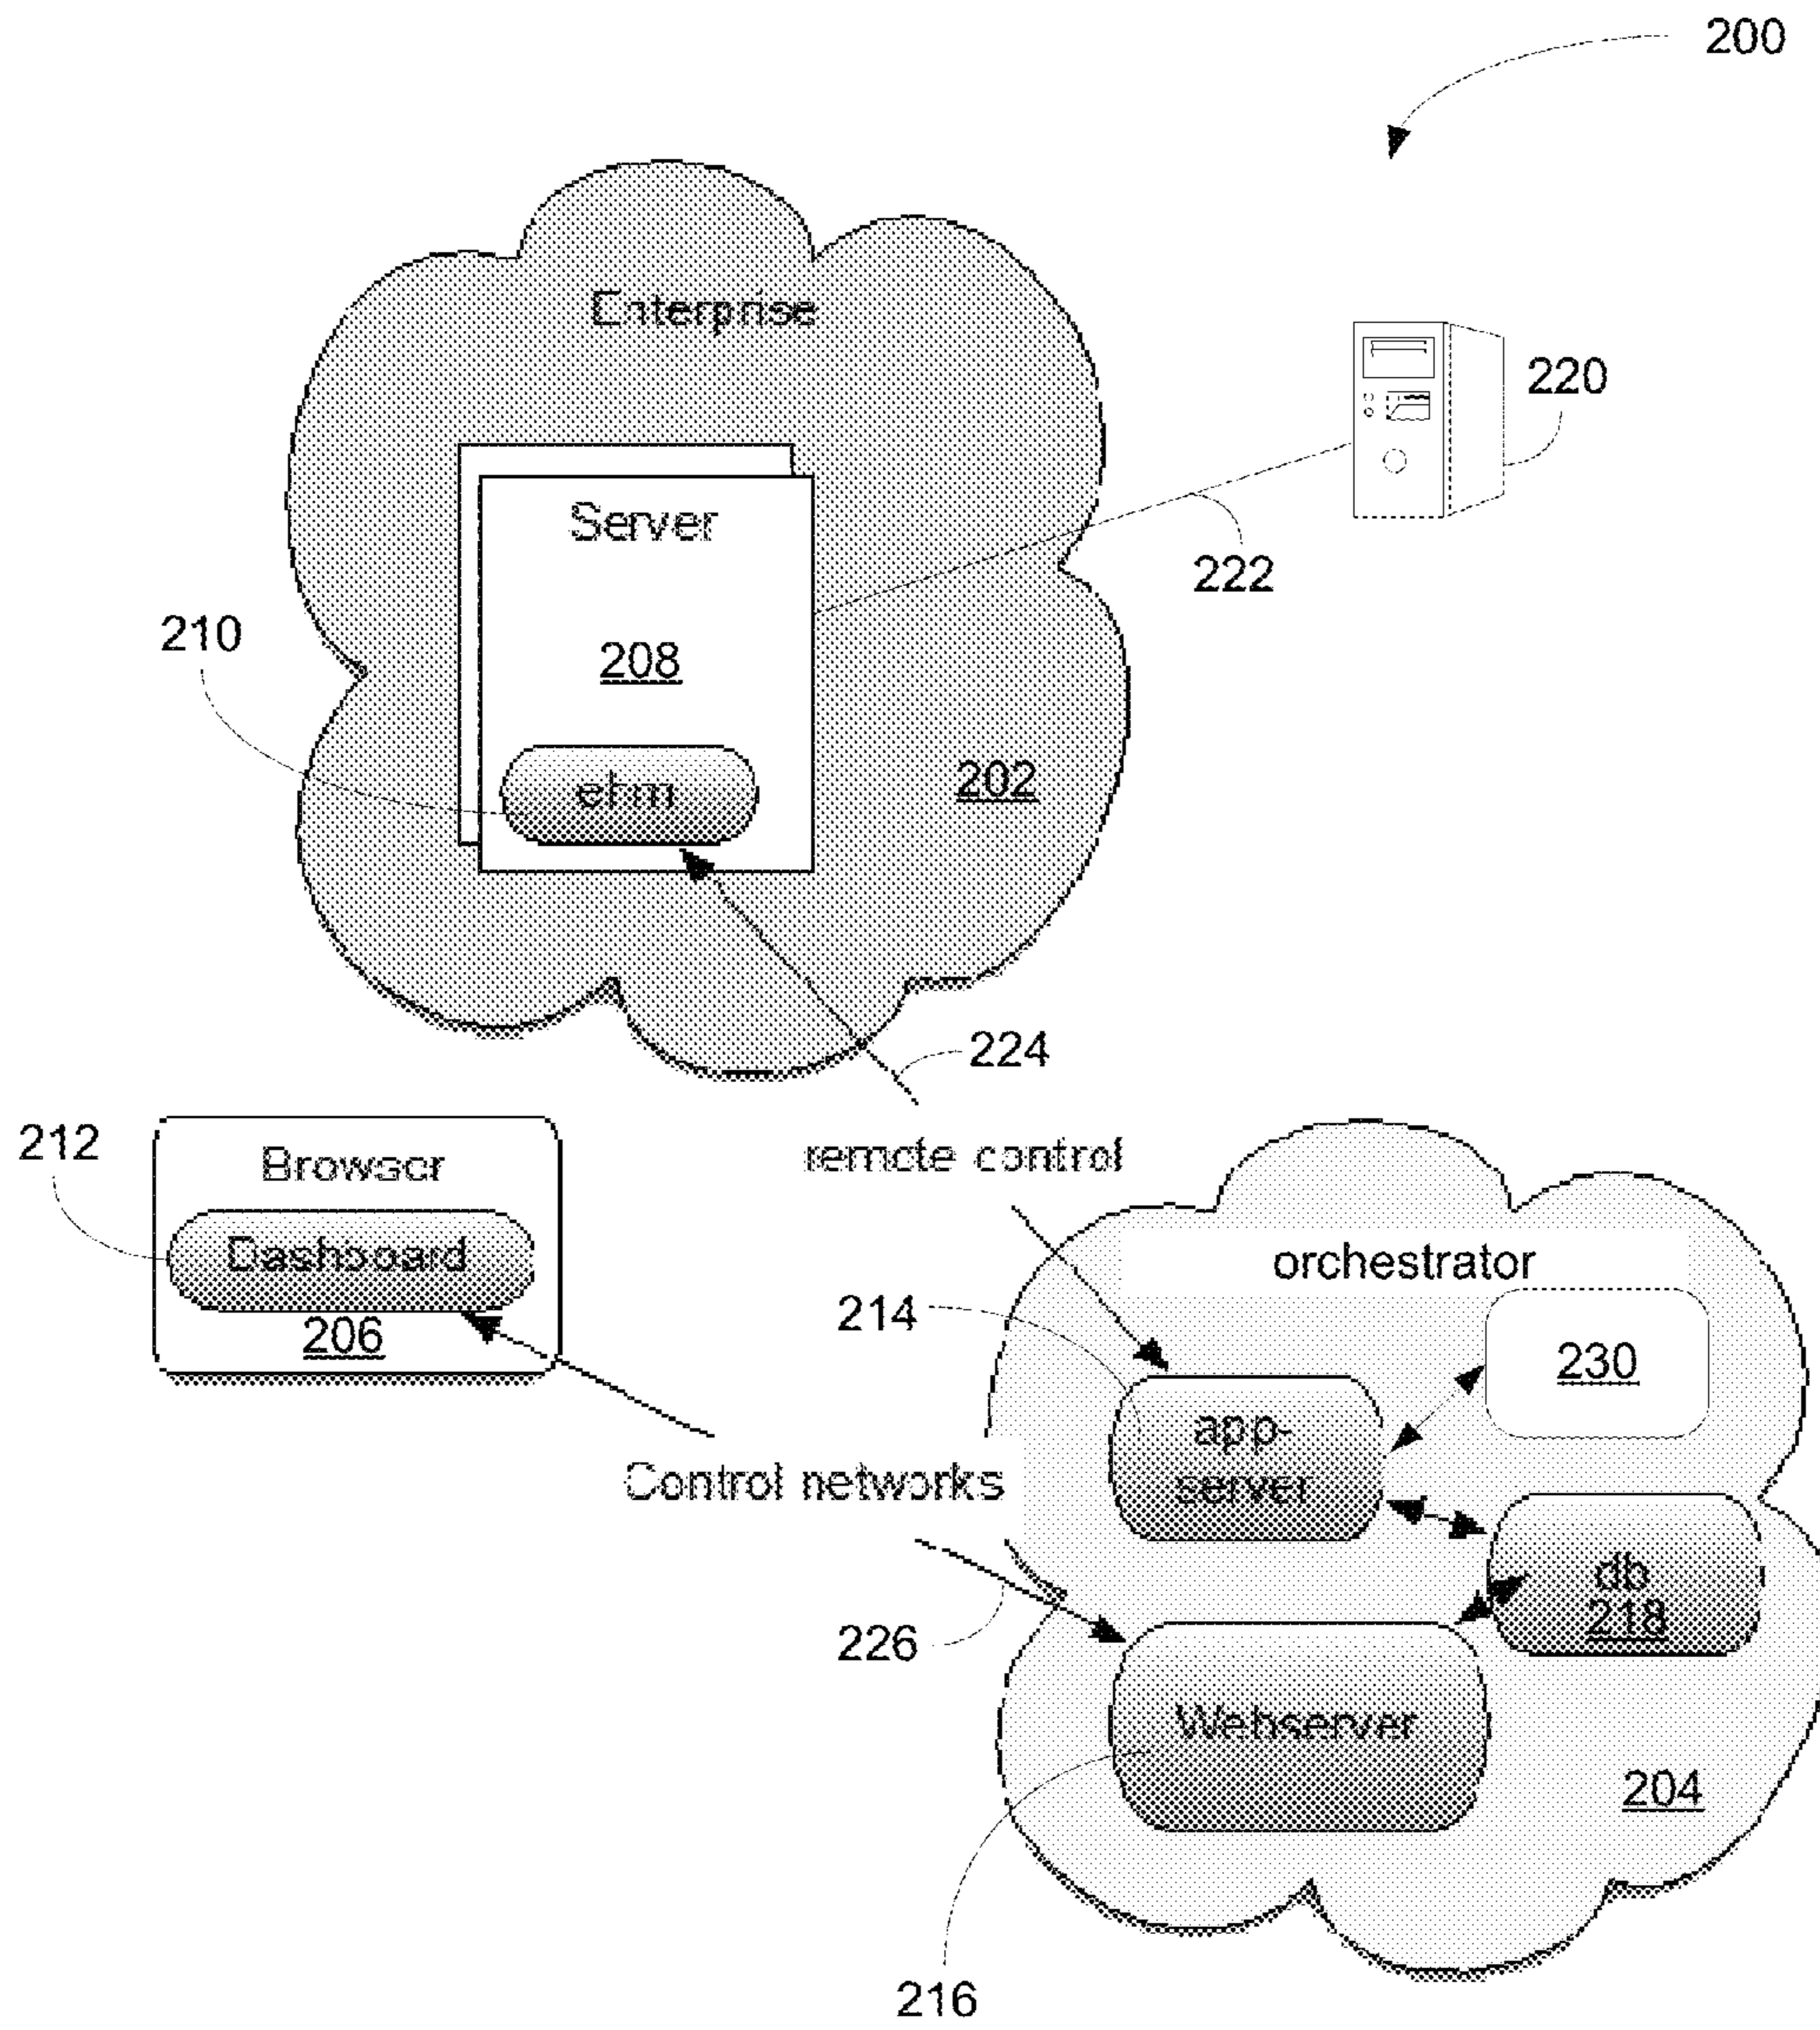 200
Enterprise
220
Server
222
210
208
202
224
212
Browser
remote control
Dashboard
orchestrator
206
214
230
app-
server
Control networks
db
218
226
Webserver
204
216